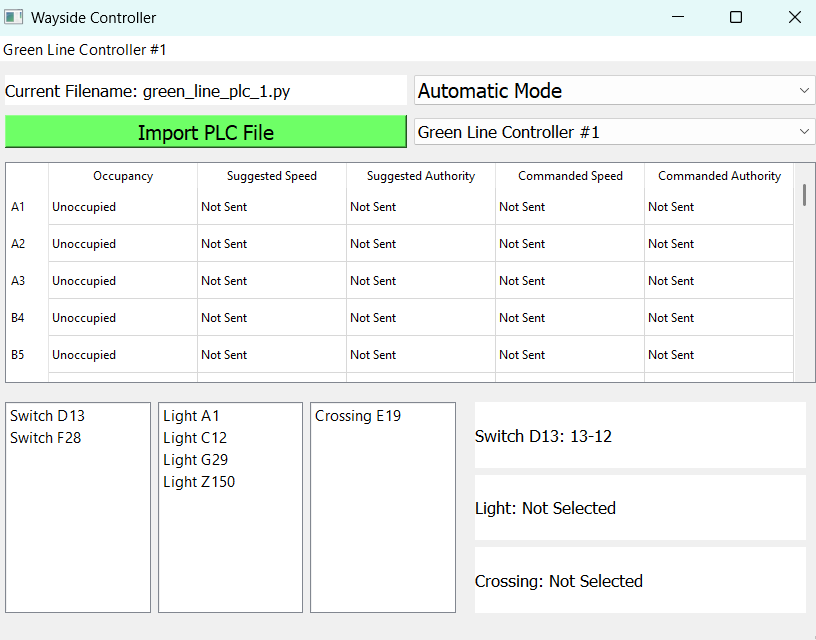 Wayside Controller
Green Line Controller #1
Current Filename: green_line_plc_1.py
Automatic Mode
Import PLC File
Green Line Controller #1
Occupancy Suggested Speed Suggested Authority Commanded Speed Commanded Authority
A1 Unoccupied Not Sent Not Sent Not Sent Not Sent
A2 Unoccupied Not Sent Not Sent Not Sent Not Sent
A3 Unoccupied Not Sent Not Sent Not Sent Not Sent
B4 Unoccupied Not Sent Not Sent Not Sent Not Sent
B5 Unoccupied Not Sent Not Sent Not Sent Not Sent
Switch D13
Switch F28
Light A1
Light C12
Light G29
Light Z150
Crossing E19
Switch D13: 13-12
Light: Not Selected
Crossing: Not Selected